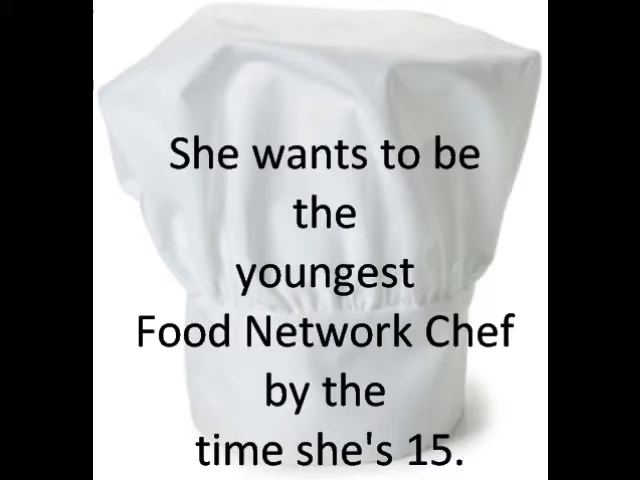 She wants to be
the
youngest
Food Network Chef
by the
time she's 15.